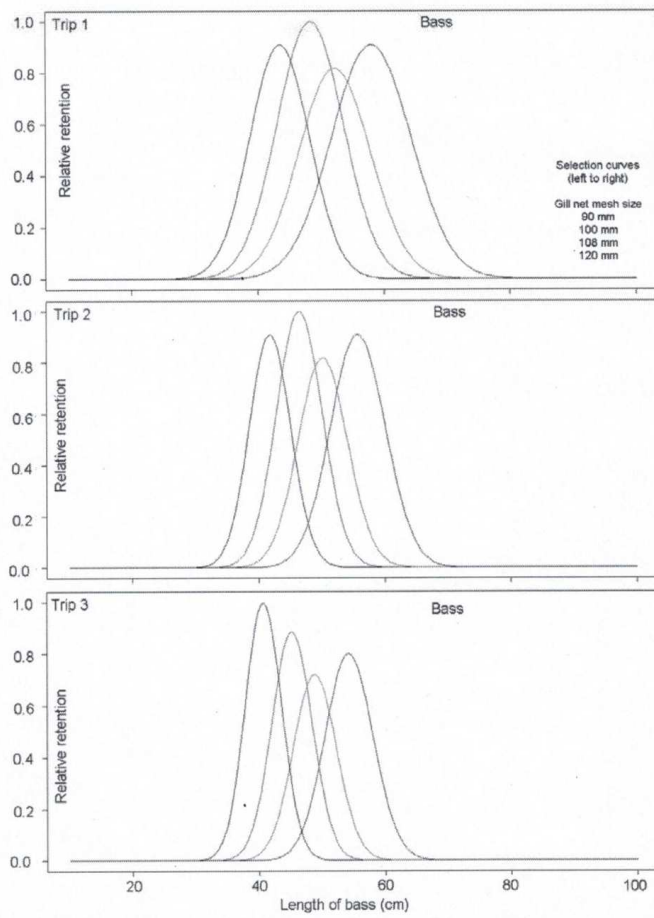 Trip 1
Bass
1.0
0.8
0.6
0.4
0.2
0.0
Relative retention
Selection curves
(left to right)
Gill net mesh size
90 mm
100 mm
108 mm
120 mm
Trip 2
Bass
1.0
0.8
0.6
0.4
0.2
0.0
Relative retention
Trip 3
Bass
1.0
0.8
0.6
0.4
0.2
0.0
Relative retention
20
40
60
80
100
Length of bass (cm)